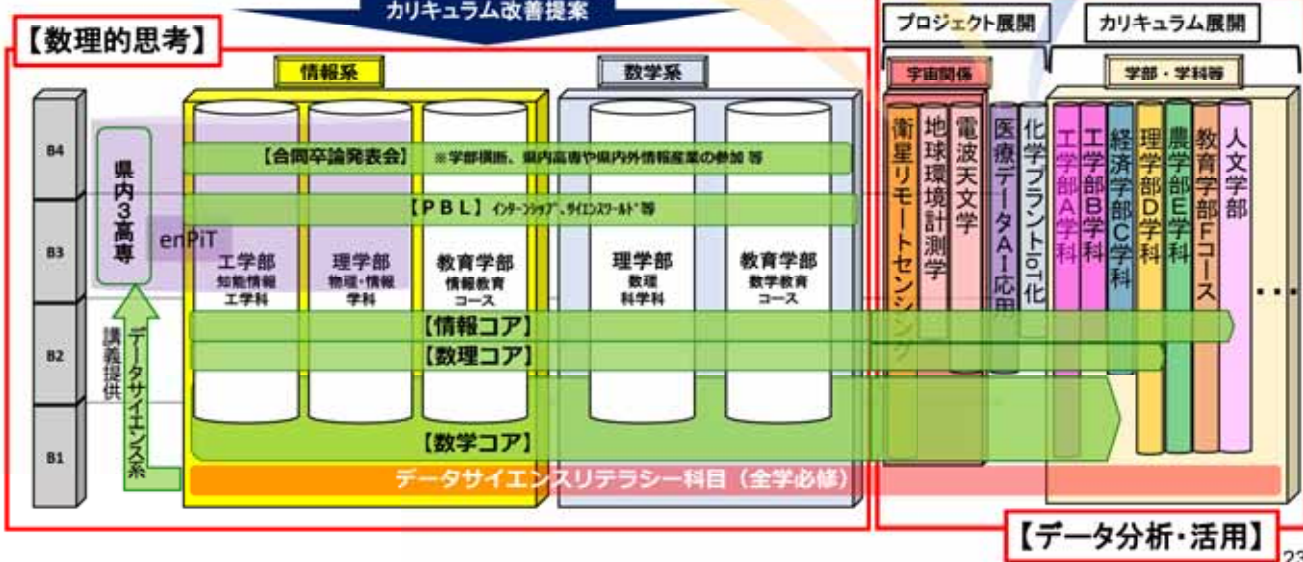 カリキュラム改善提案
【数理的思考】
プロジェクト展開
カリキュラム展開
情報系
数学系
宇宙関係
学部・学科等
B4
B3
B2
B1
県内3高専
enPiT
データサイエンス系
講義提供
【合同卒論発表会】 ※学部横断、県内高専や県内外情報産業の参加 等
【PBL】 インターンシップ、サイエンスワールド 等
工学部
知能情報
工学科
理学部
物理・情報
学科
教育学部
情報教育
コース
理学部
数理
科学科
教育学部
数学教育
コース
【情報コア】
【数理コア】
【数学コア】
データサイエンスリテラシー科目（全学必修）
衛星リモートセンシング
地球環境計測学
電波天文学
医療データAI応用
化学プラントIoT化
工学部A学科
工学部B学科
経済学部C学科
理学部D学科
農学部E学科
教育学部Fコース
人文学部
・・・
【データ分析・活用】
23